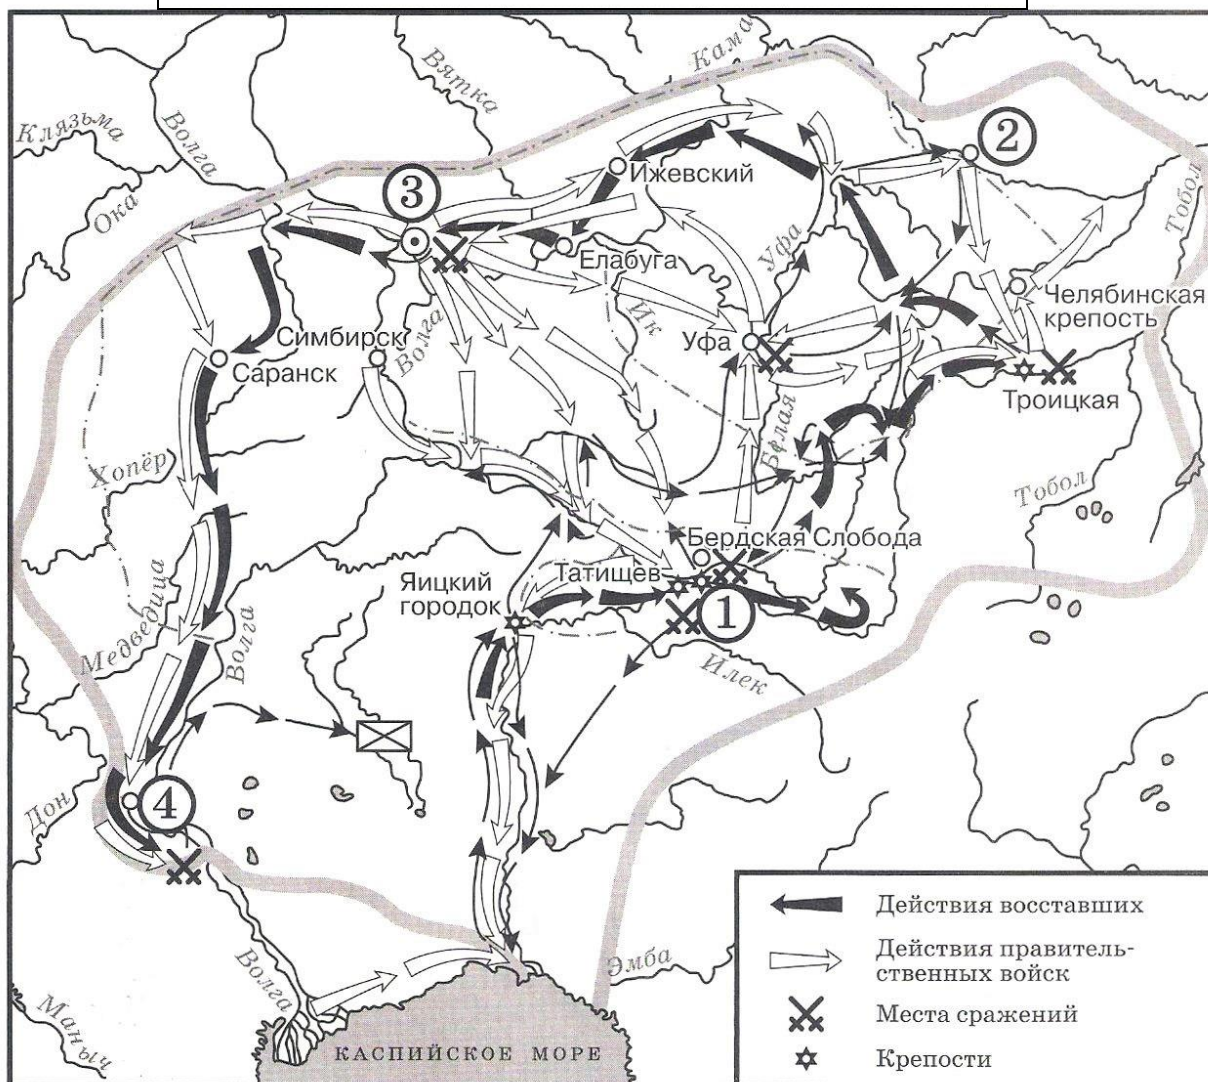 Кама
Вятка
Волга
Клязьма
Ока
2
3
Ижевский
Тобол
Елабуга
Уфа
Челябинская
крепость
Ик
Волга
Симбирск
Уфа
Саранск
Троицкая
Белая
Хопёр
Тобол
Бердская Слобода
Татищев
Яицкий
городок
1
Медведица
Волга
Илек
Дон
4
Действия восставших
Действия правитель-
ственных войск
Места сражений
Крепости
Эмба
Волга
Маныч
КАСПИЙСКОЕ МОРЕ